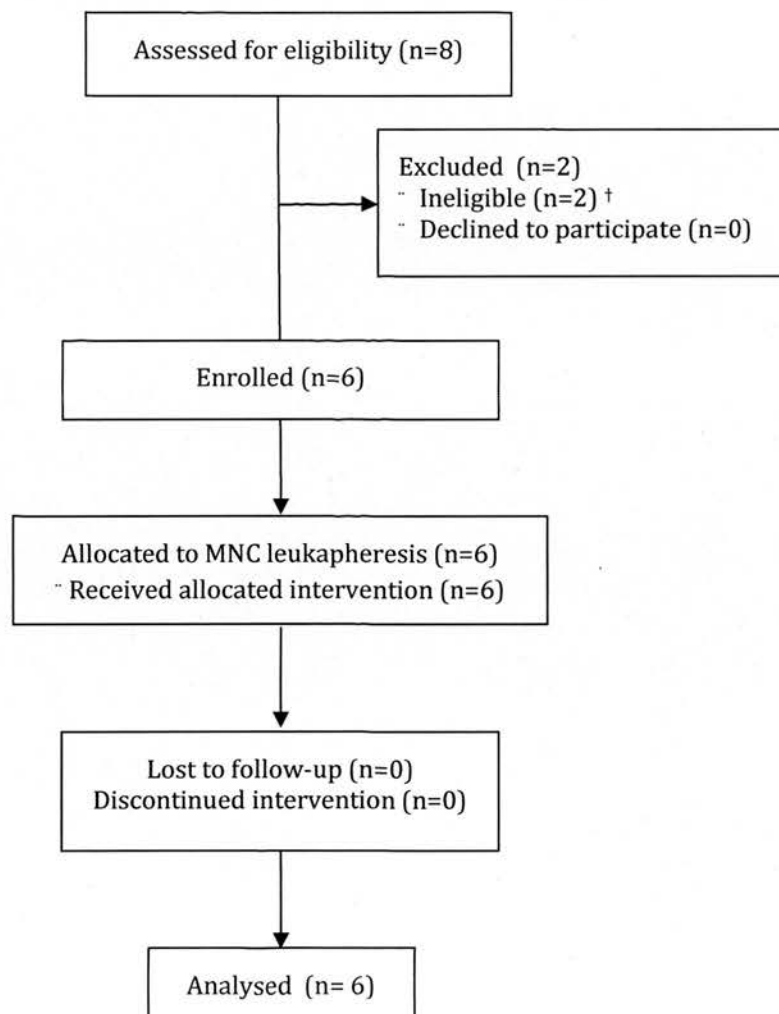 Assessed for eligibility (n=8)
Excluded (n=2)
¨ Ineligible (n=2) †
¨ Declined to participate (n=0)
Enrolled (n=6)
Allocated to MNC leukapheresis (n=6)
¨ Received allocated intervention (n=6)
Lost to follow-up (n=0)
Discontinued intervention (n=0)
Analysed (n= 6)